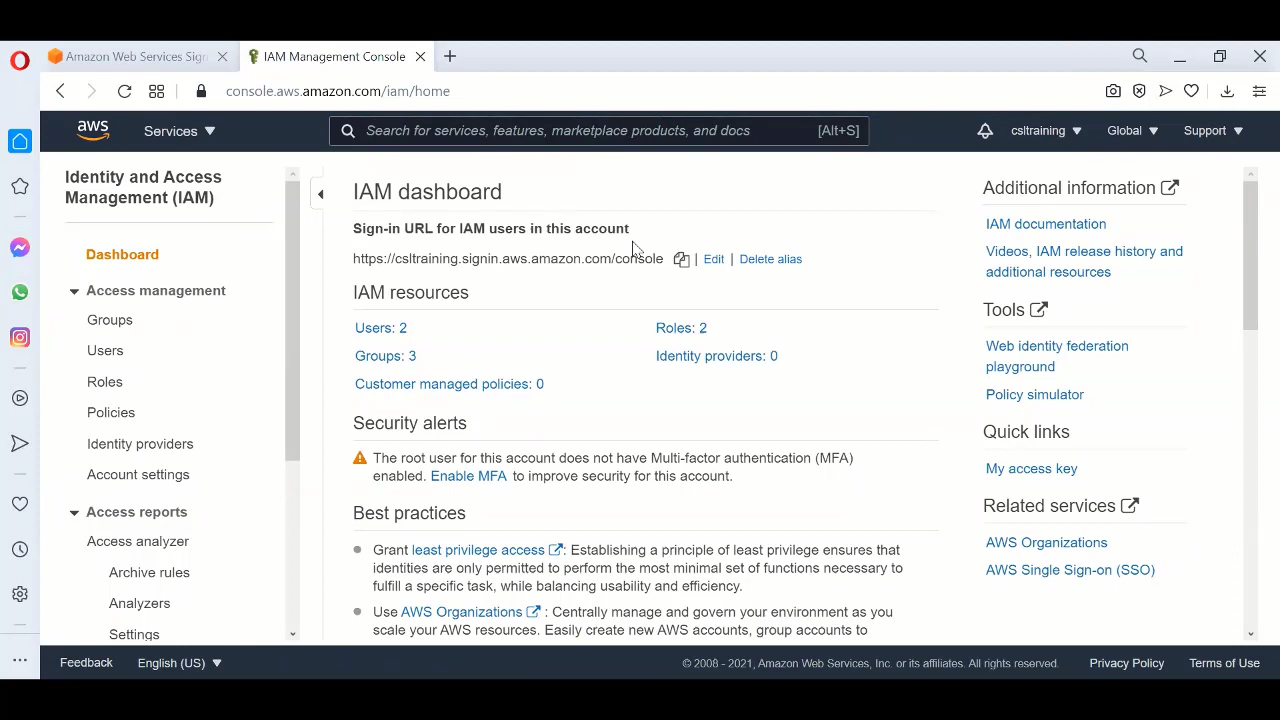 Amazon Web Services Sign
IAM Management Console
console.aws.amazon.com/iam/home
aws
Services
Search for services, features, marketplace products, and docs
[Alt+S]
csltraining
Global
Support
Identity and Access
Management (IAM)
Dashboard
Access management
Groups
Users
Roles
Policies
Identity providers
Account settings
Access reports
Access analyzer
Archive rules
Analyzers
Settings
IAM dashboard
Sign-in URL for IAM users in this account
https://csltraining.signin.aws.amazon.com/console | Edit | Delete alias
IAM resources
Users: 2
Roles: 2
Groups: 3
Identity providers: 0
Customer managed policies: 0
Security alerts
The root user for this account does not have Multi-factor authentication (MFA)
enabled. Enable MFA to improve security for this account.
Best practices
Grant least privilege access : Establishing a principle of least privilege ensures that
identities are only permitted to perform the most minimal set of functions necessary to
fulfill a specific task, while balancing usability and efficiency.
Use AWS Organizations : Centrally manage and govern your environment as you
scale your AWS resources. Easily create new AWS accounts, group accounts to
Additional information
IAM documentation
Videos, IAM release history and
additional resources
Tools
Web identity federation
playground
Policy simulator
Quick links
My access key
Related services
AWS Organizations
AWS Single Sign-on (SSO)
Feedback
English (US)
© 2008 - 2021, Amazon Web Services, Inc. or its affiliates. All rights reserved.
Privacy Policy
Terms of Use